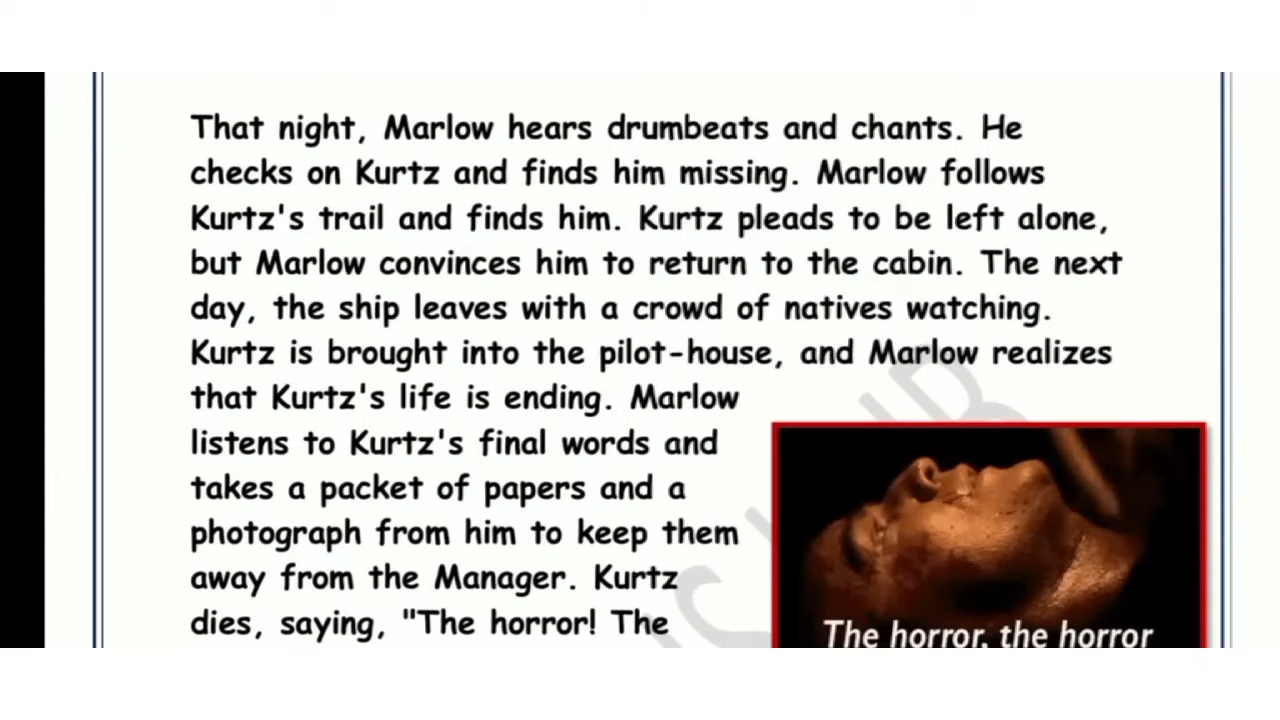 That night, Marlow hears drumbeats and chants. He
checks on Kurtz and finds him missing. Marlow follows
Kurtz's trail and finds him. Kurtz pleads to be left alone,
but Marlow convinces him to return to the cabin. The next
day, the ship leaves with a crowd of natives watching.
Kurtz is brought into the pilot-house, and Marlow realizes
that Kurtz's life is ending. Marlow
listens to Kurtz's final words and
takes a packet of papers and a
photograph from him to keep them
away from the Manager. Kurtz
dies, saying, "The horror! The
The horror, the horror